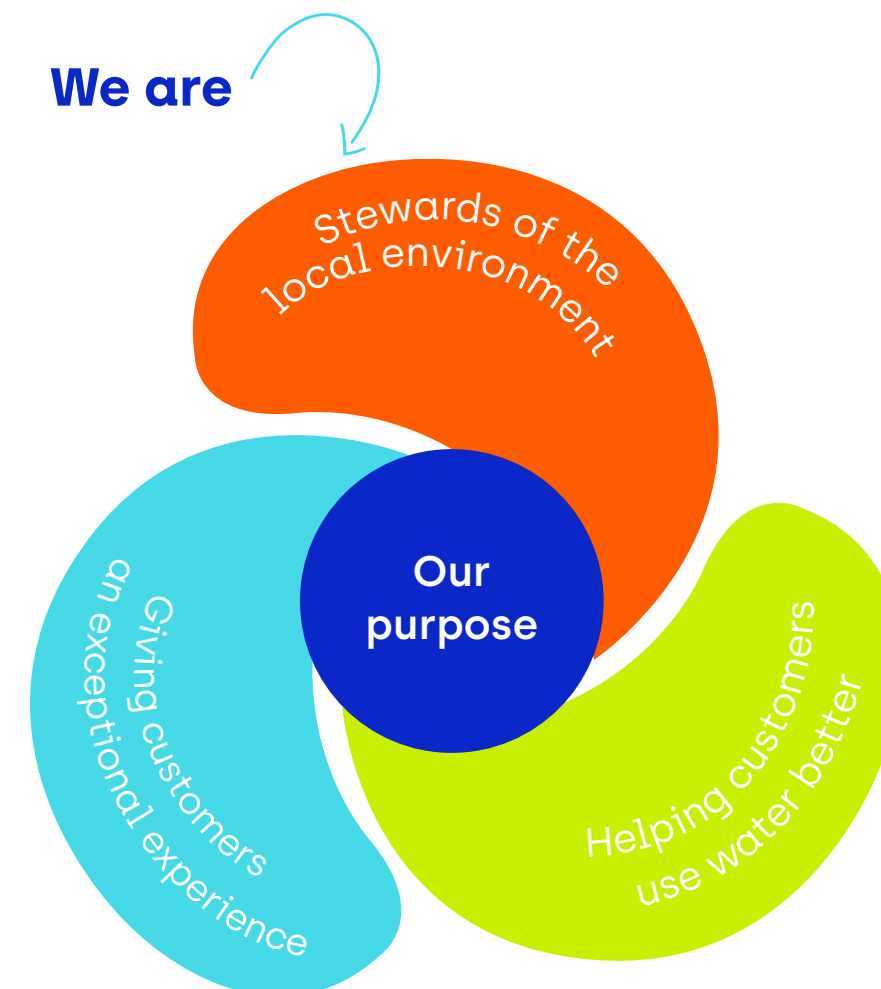 We are
Stewards of the
local environment
Our
purpose
Helping customers
use water better
Giving customers
an exceptional experience